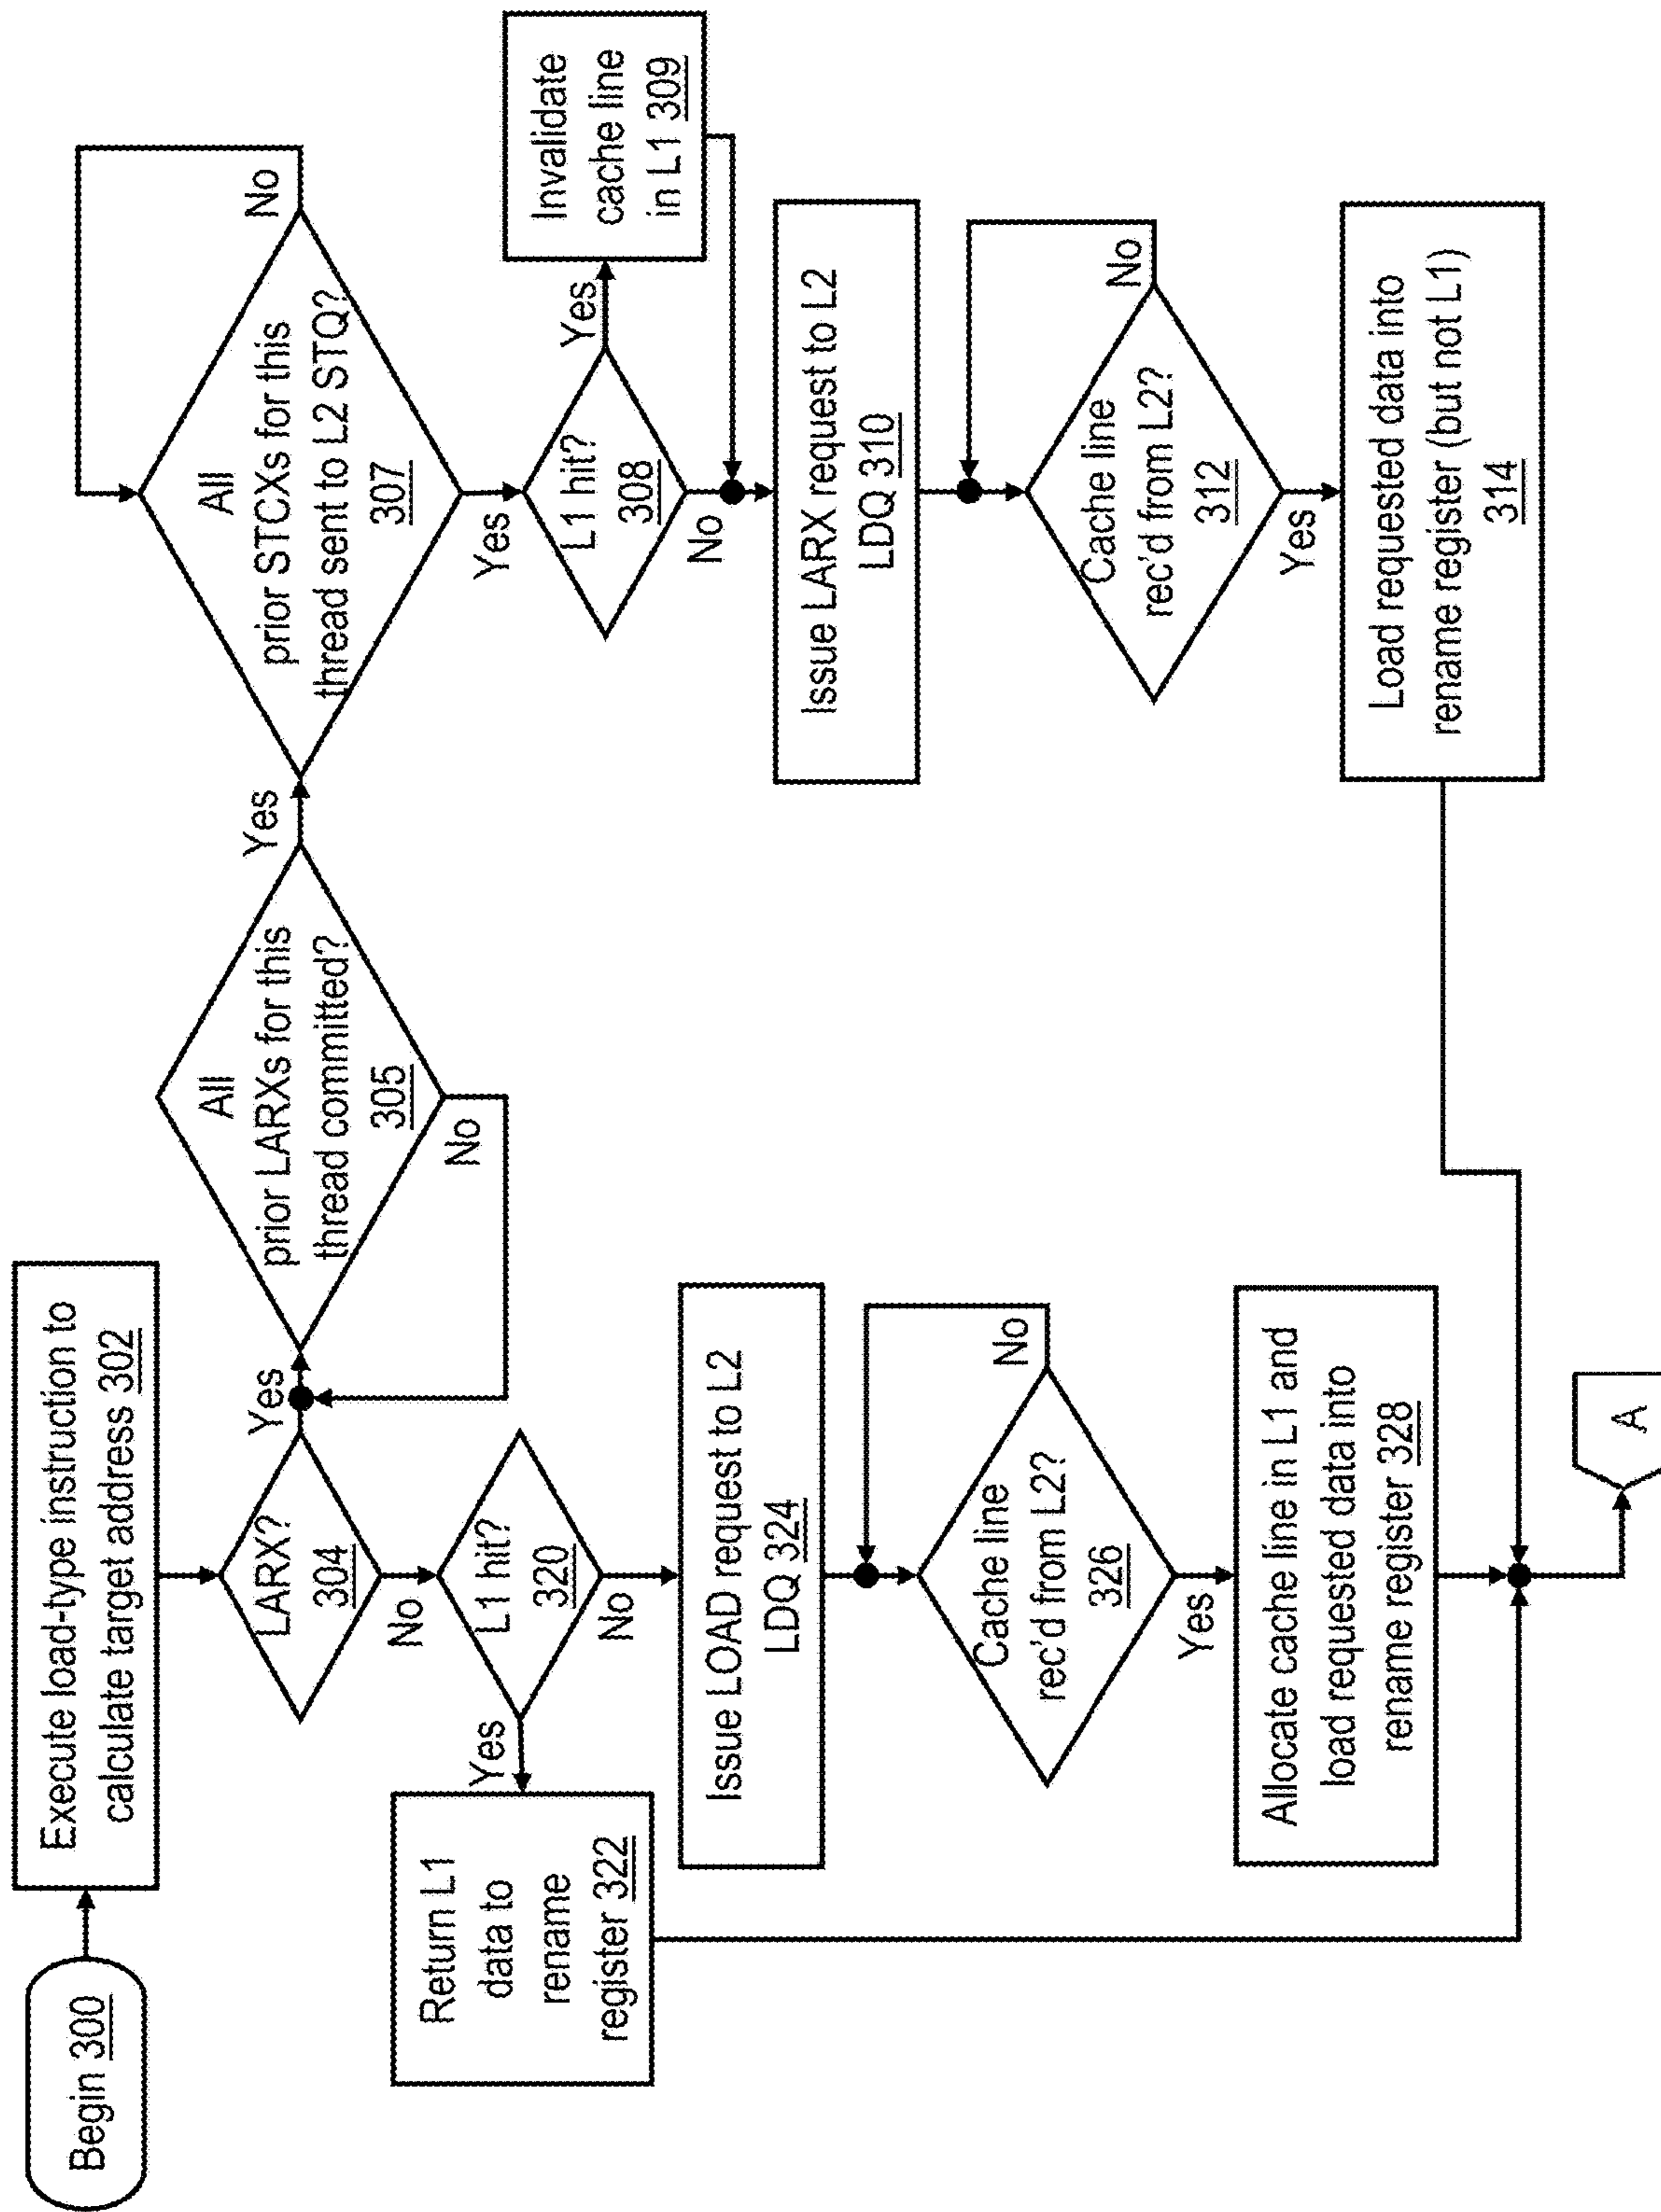 Begin 300
Execute load-type instruction to
calculate target address 302
LARX?
304
Yes
No
All
prior LARXs for this
thread committed?
305
No
Yes
All
prior STCXs for this
thread sent to L2 STQ?
307
No
Yes
L1 hit?
308
Yes
No
Invalidate
cache line
in L1 309
Issue LARX request to L2
LDQ 310
Cache line
rec'd from L2?
312
No
Yes
Load requested data into
rename register (but not L1)
314
L1 hit?
320
Yes
No
Return L1
data to
rename
register 322
Issue LOAD request to L2
LDQ 324
Cache line
rec'd from L2?
326
No
Yes
Allocate cache line in L1 and
load requested data into
rename register 328
A